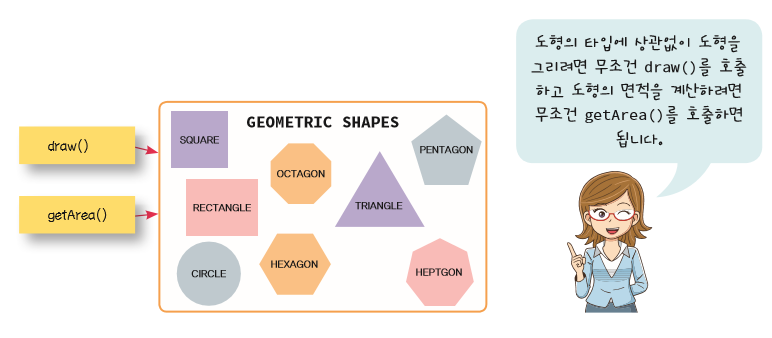 도형의 타입에 상관없이 도형을
그리려면 무조건 draw()를 호출
하고 도형의 면적을 계산하려면
무조건 getArea()를 호출하면
됩니다.
GEOMETRIC SHAPES
draw()
getArea()
SQUARE
OCTAGON
PENTAGON
RECTANGLE
TRIANGLE
CIRCLE
HEXAGON
HEPTGON